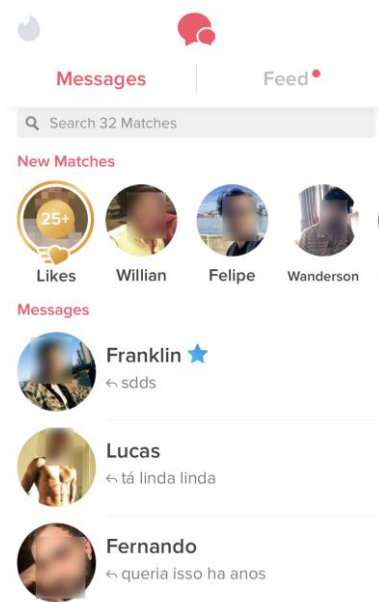 Messages
Feed
Search 32 Matches
New Matches
25+
Likes
Willian
Felipe
Wanderson
Messages
Franklin
sdds
Lucas
tá linda linda
Fernando
queria isso ha anos